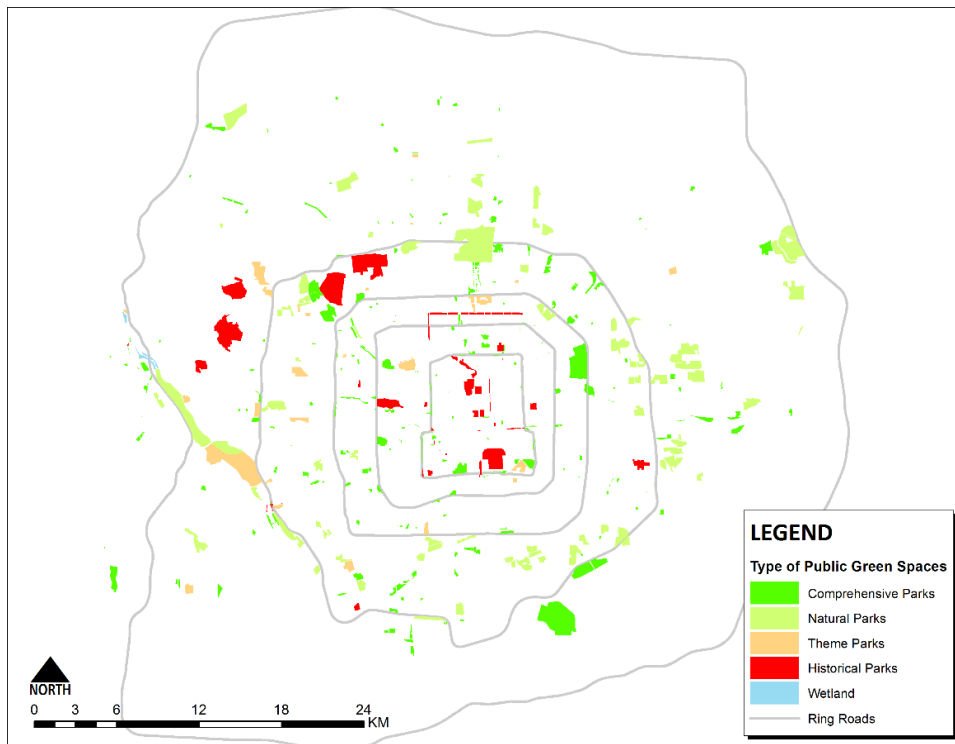 LEGEND
Type of Public Green Spaces
Comprehensive Parks
Natural Parks
Theme Parks
Historical Parks
Wetland
Ring Roads
NORTH
0 3 6 12 18 24
KM